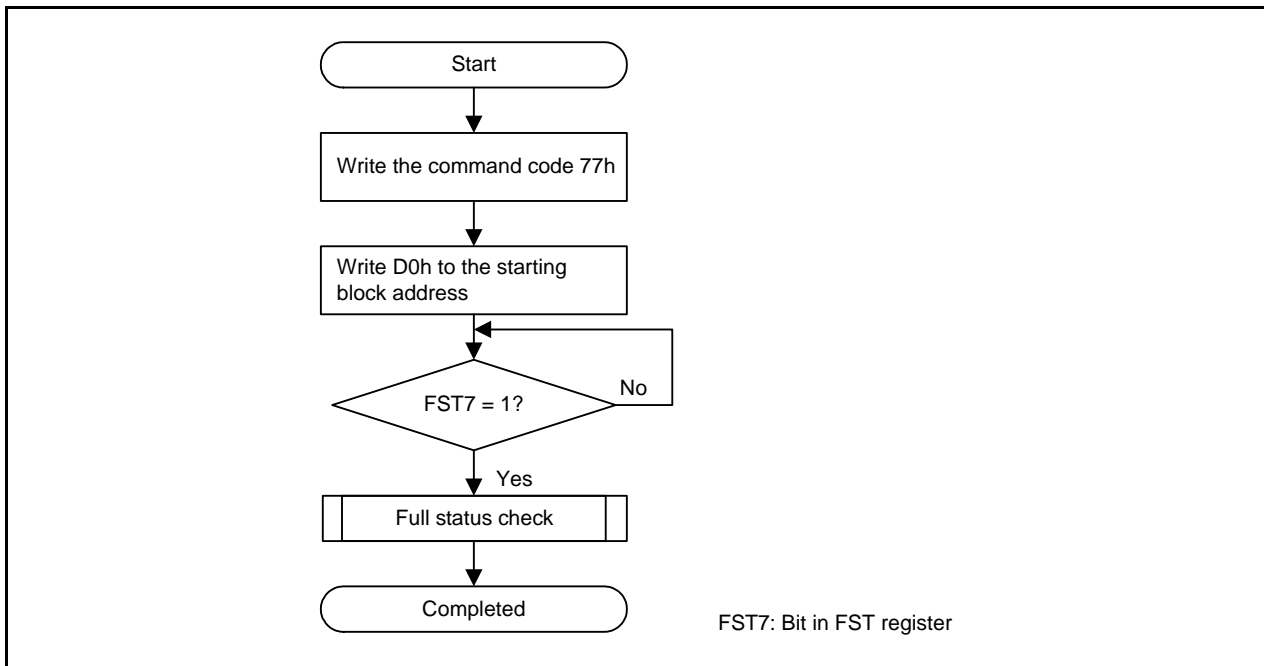 Start
Write the command code 77h
Write D0h to the starting
block address
FST7 = 1?
No
Yes
Full status check
Completed
FST7: Bit in FST register